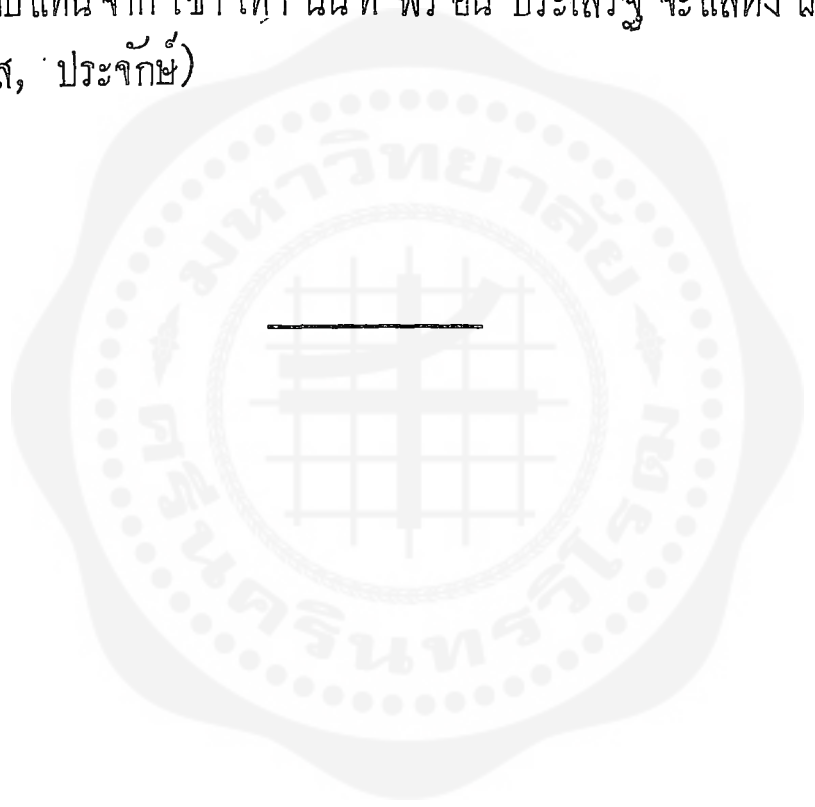 แทน จาก เขา เท่า นั้น ที่ พร อัน ประเสริฐ จะ แสดง
ส, ประจักษ์)
มหาวิทยาลัย
ศรีนครินทรวิโรฒ